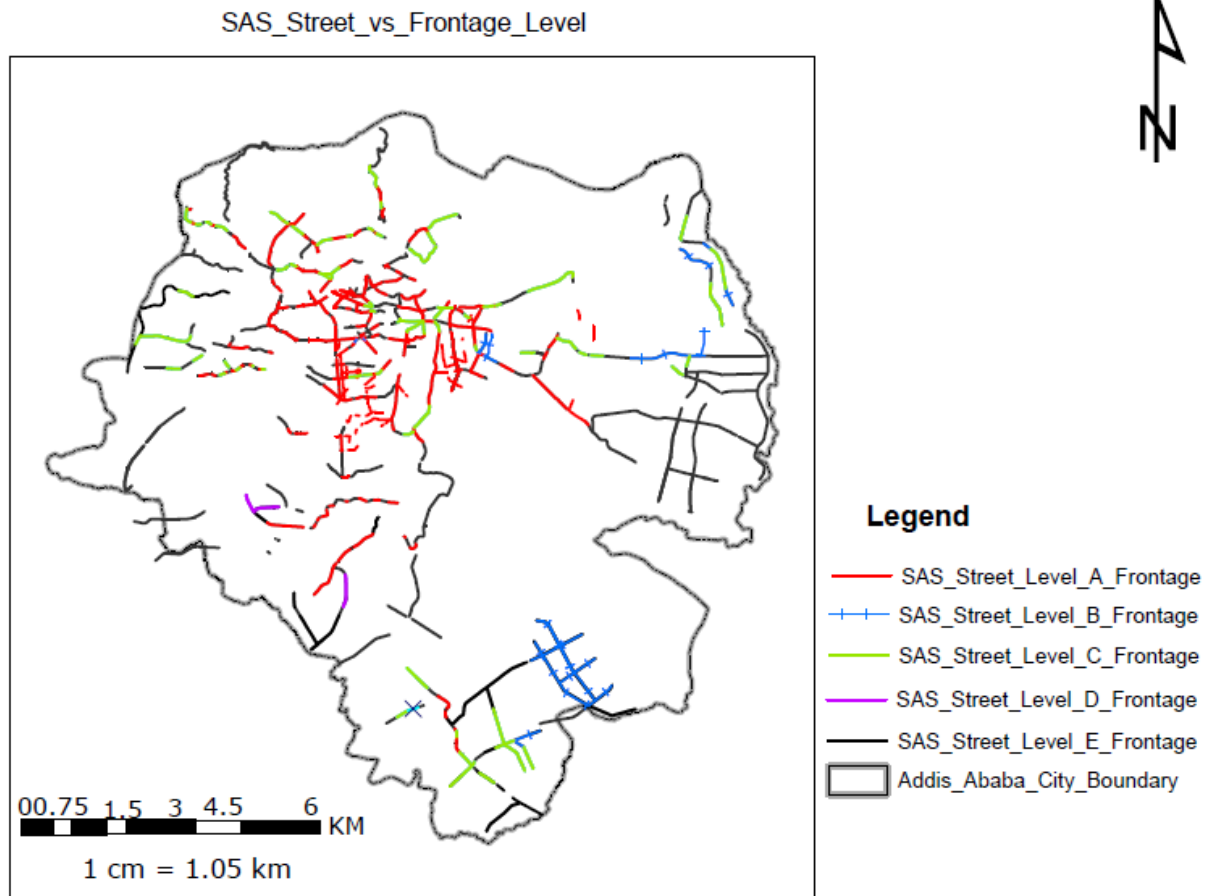 SAS_Street_vs_Frontage_Level
N
Legend
SAS_Street_Level_A_Frontage
SAS_Street_Level_B_Frontage
SAS_Street_Level_C_Frontage
SAS_Street_Level_D_Frontage
SAS_Street_Level_E_Frontage
Addis_Ababa_City_Boundary
00.75 1.5 3 4.5 6
KM
1 cm = 1.05 km